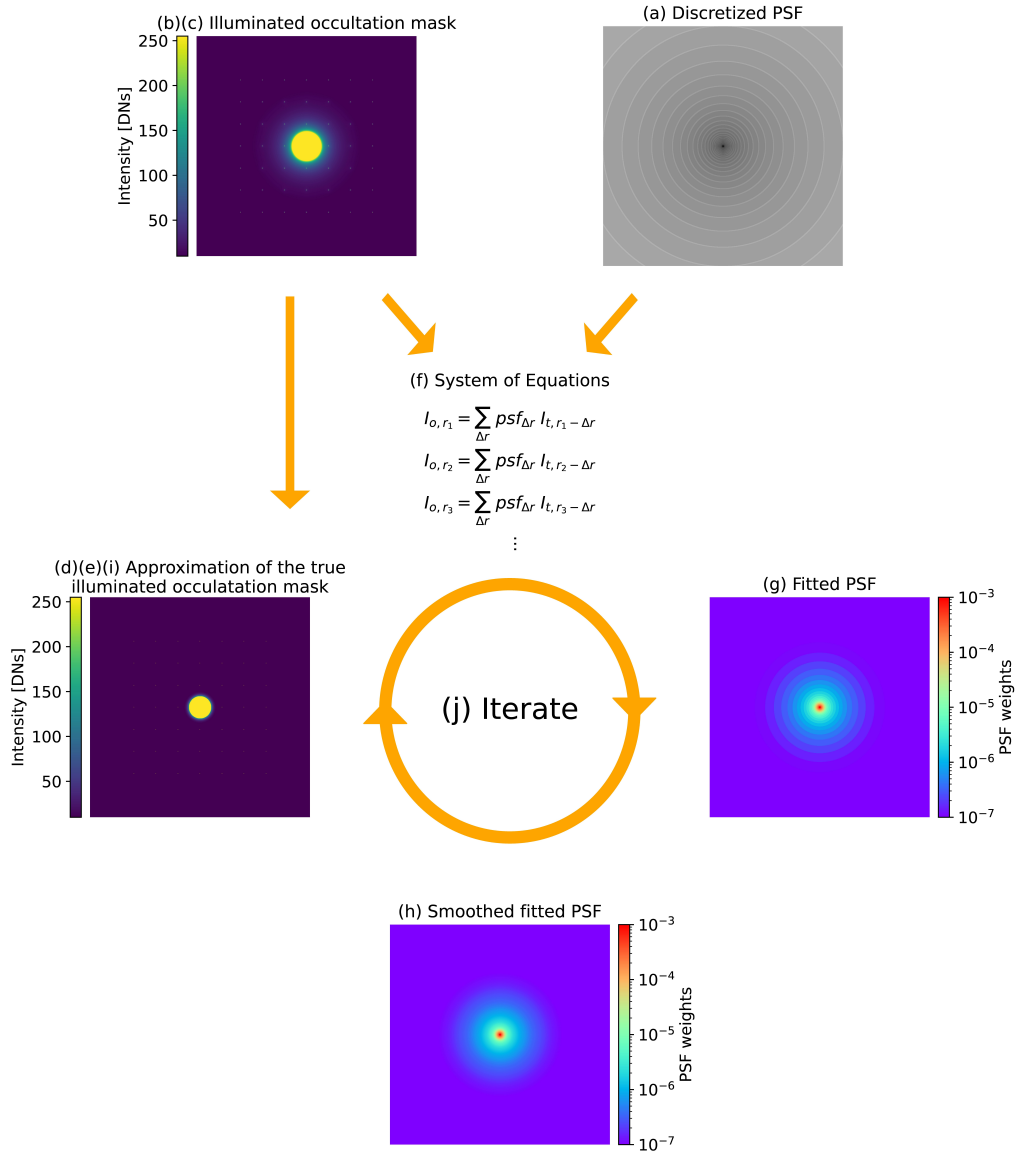 (b)(c) Illuminated occultation mask
250
200
150
100
50
Intensity [DNs]
(a) Discretized PSF
(f) System of Equations
I_{o, r_1} = \sum_{Δr} psf_{Δr} I_{t, r_1 − Δr}
I_{o, r_2} = \sum_{Δr} psf_{Δr} I_{t, r_2 − Δr}
I_{o, r_3} = \sum_{Δr} psf_{Δr} I_{t, r_3 − Δr}
⋮
(d)(e)(i) Approximation of the true
illuminated occulatation mask
250
200
150
100
50
Intensity [DNs]
(j) Iterate
(g) Fitted PSF
10^{−3}
10^{−4}
10^{−5}
10^{−6}
10^{−7}
PSF weights
(h) Smoothed fitted PSF
10^{−3}
10^{−4}
10^{−5}
10^{−6}
10^{−7}
PSF weights